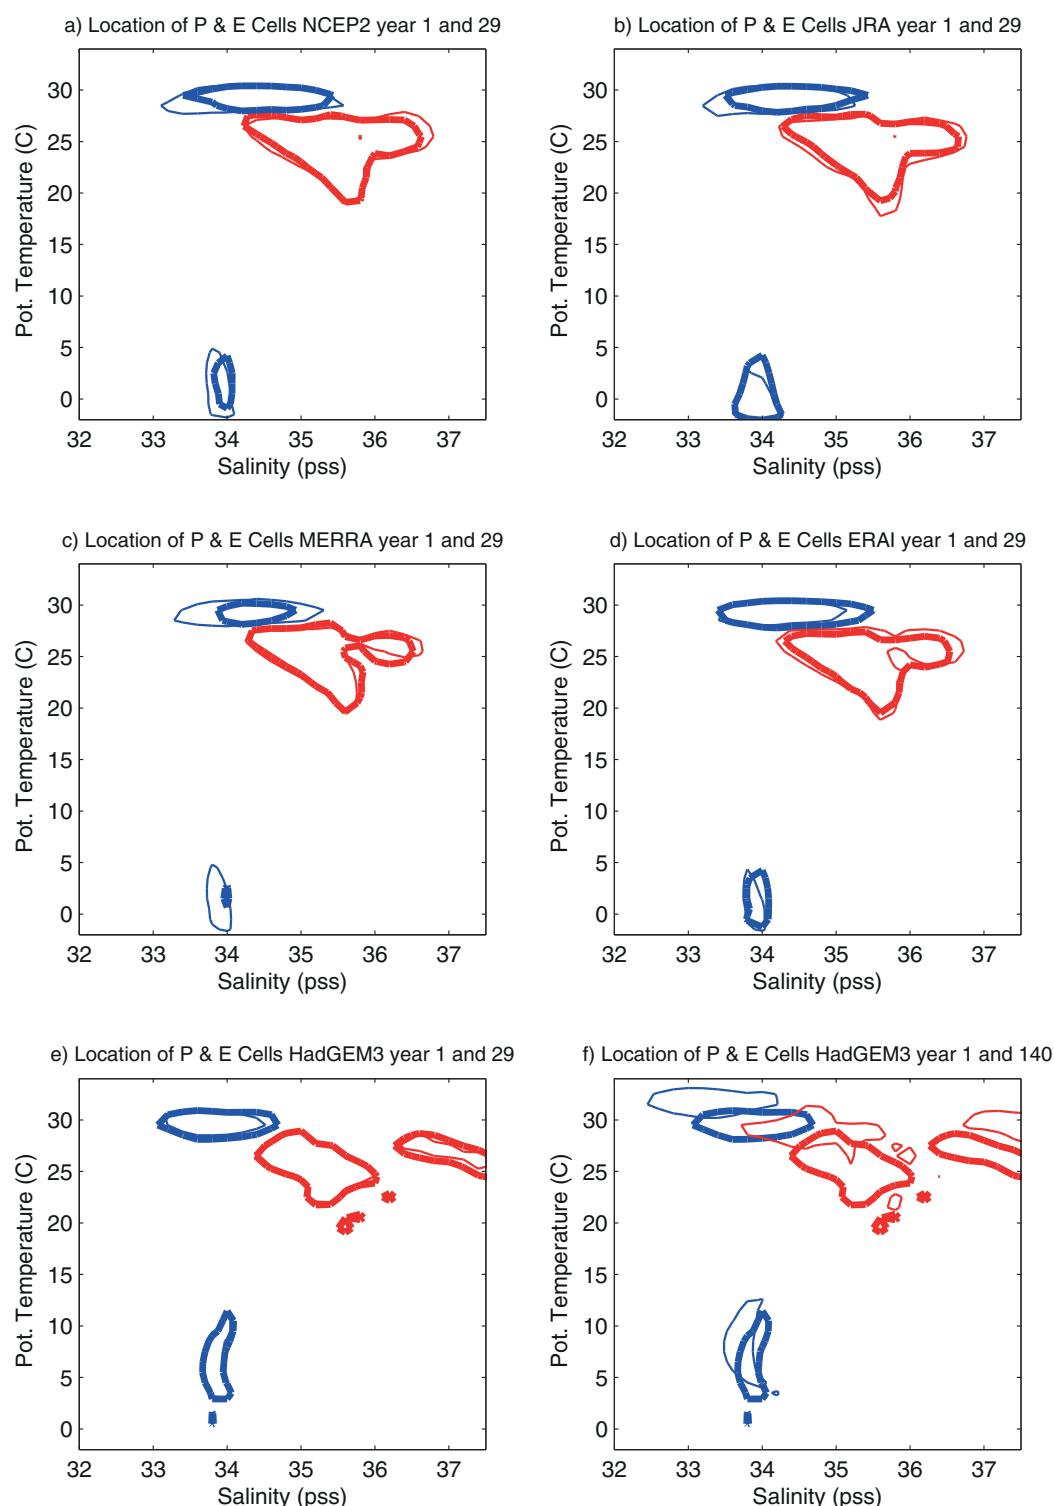 a) Location of P & E Cells NCEP2 year 1 and 29
Pot. Temperature (C)
30
25
20
15
10
5
0
32 33 34 35 36 37
Salinity (pss)
b) Location of P & E Cells JRA year 1 and 29
Pot. Temperature (C)
30
25
20
15
10
5
0
32 33 34 35 36 37
Salinity (pss)
c) Location of P & E Cells MERRA year 1 and 29
Pot. Temperature (C)
30
25
20
15
10
5
0
32 33 34 35 36 37
Salinity (pss)
d) Location of P & E Cells ERAI year 1 and 29
Pot. Temperature (C)
30
25
20
15
10
5
0
32 33 34 35 36 37
Salinity (pss)
e) Location of P & E Cells HadGEM3 year 1 and 29
Pot. Temperature (C)
30
25
20
15
10
5
0
32 33 34 35 36 37
Salinity (pss)
f) Location of P & E Cells HadGEM3 year 1 and 140
Pot. Temperature (C)
30
25
20
15
10
5
0
32 33 34 35 36 37
Salinity (pss)